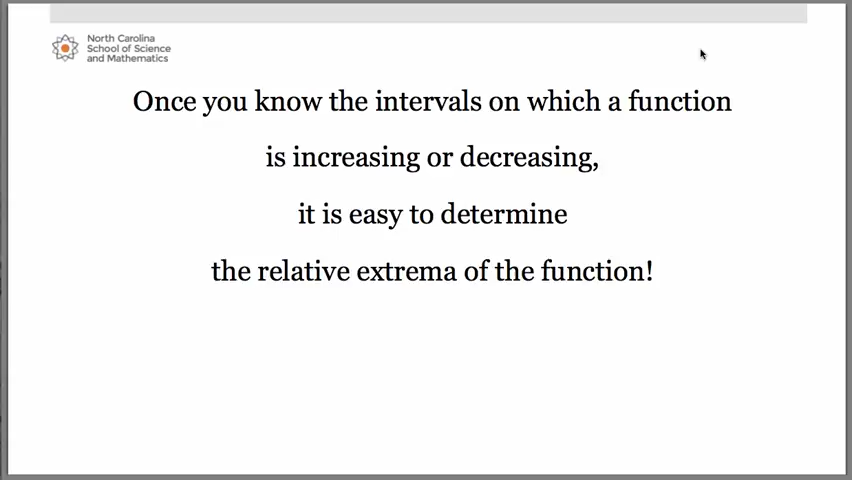 North Carolina
School of Science
and Mathematics
Once you know the intervals on which a function
is increasing or decreasing,
it is easy to determine
the relative extrema of the function!